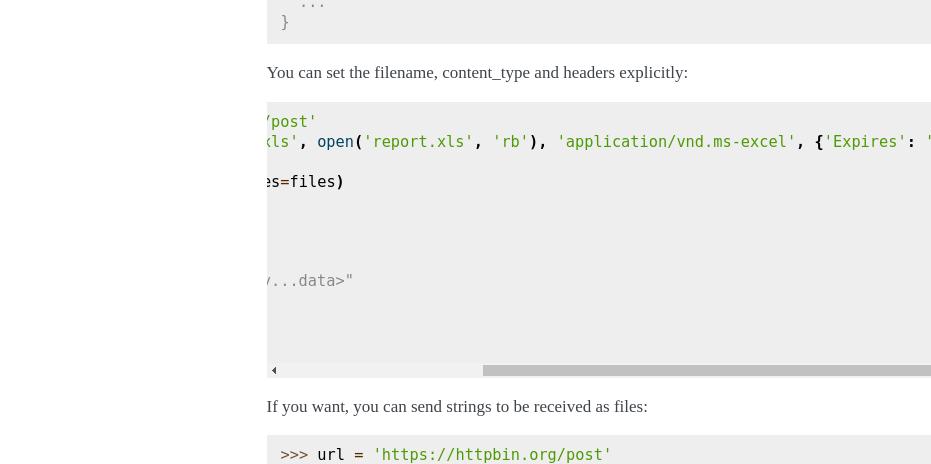 ...
}
You can set the filename, content_type and headers explicitly:
/post'
xls', open('report.xls', 'rb'), 'application/vnd.ms-excel', {'Expires': '
es=files)
y...data>"
If you want, you can send strings to be received as files:
>>> url = 'https://httpbin.org/post'